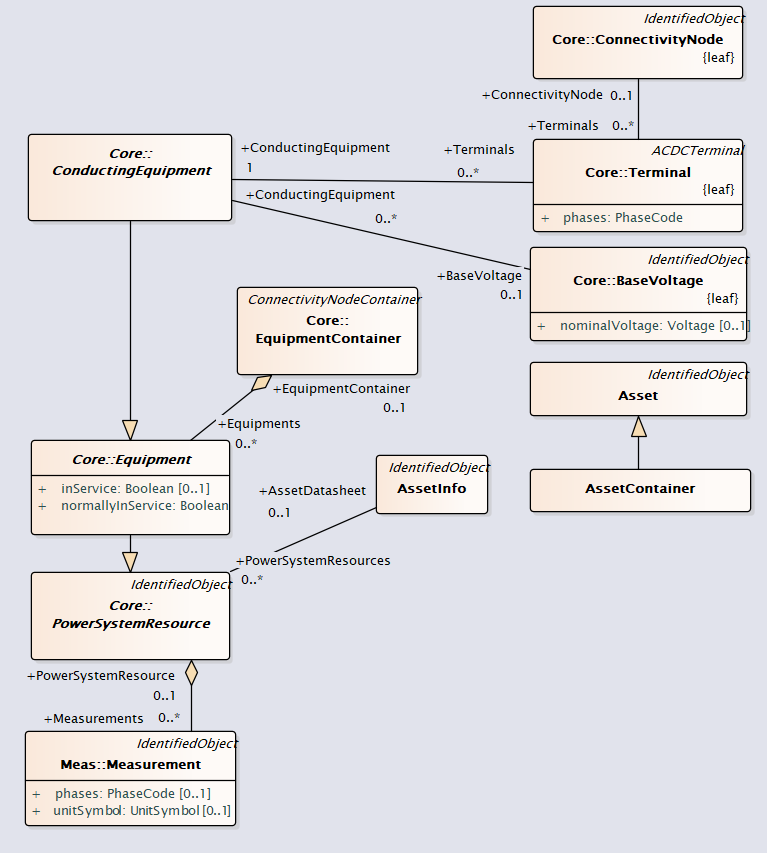 IdentifiedObject
Core::ConnectivityNode
{leaf}
+ConnectivityNode 0..1
+Terminals 0..*
Core::
ConductingEquipment
+ConductingEquipment
1
+Terminals
0..*
ACDCTerminal
Core::Terminal
{leaf}
+ phases: PhaseCode
+ConductingEquipment
0..*
+BaseVoltage
0..1
IdentifiedObject
Core::BaseVoltage
{leaf}
+ nominalVoltage: Voltage [0..1]
ConnectivityNodeContainer
Core::
EquipmentContainer
+EquipmentContainer
0..1
+Equipments
0..*
IdentifiedObject
Asset
AssetContainer
Core::Equipment
+ inService: Boolean [0..1]
+ normallyInService: Boolean
IdentifiedObject
AssetInfo
+AssetDatasheet
0..1
+PowerSystemResources
0..*
IdentifiedObject
Core::
PowerSystemResource
+PowerSystemResource
0..1
+Measurements 0..*
IdentifiedObject
Meas::Measurement
+ phases: PhaseCode [0..1]
+ unitSymbol: UnitSymbol [0..1]